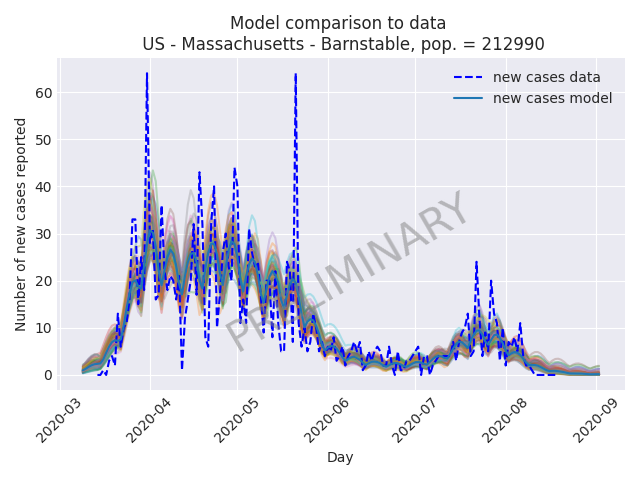 Model comparison to data
US - Massachusetts - Barnstable, pop. = 212990
new cases data
new cases model
Number of new cases reported
60
50
40
30
20
10
0
PRELIMINARY
2020-03
2020-04
2020-05
2020-06
2020-07
2020-08
2020-09
Day